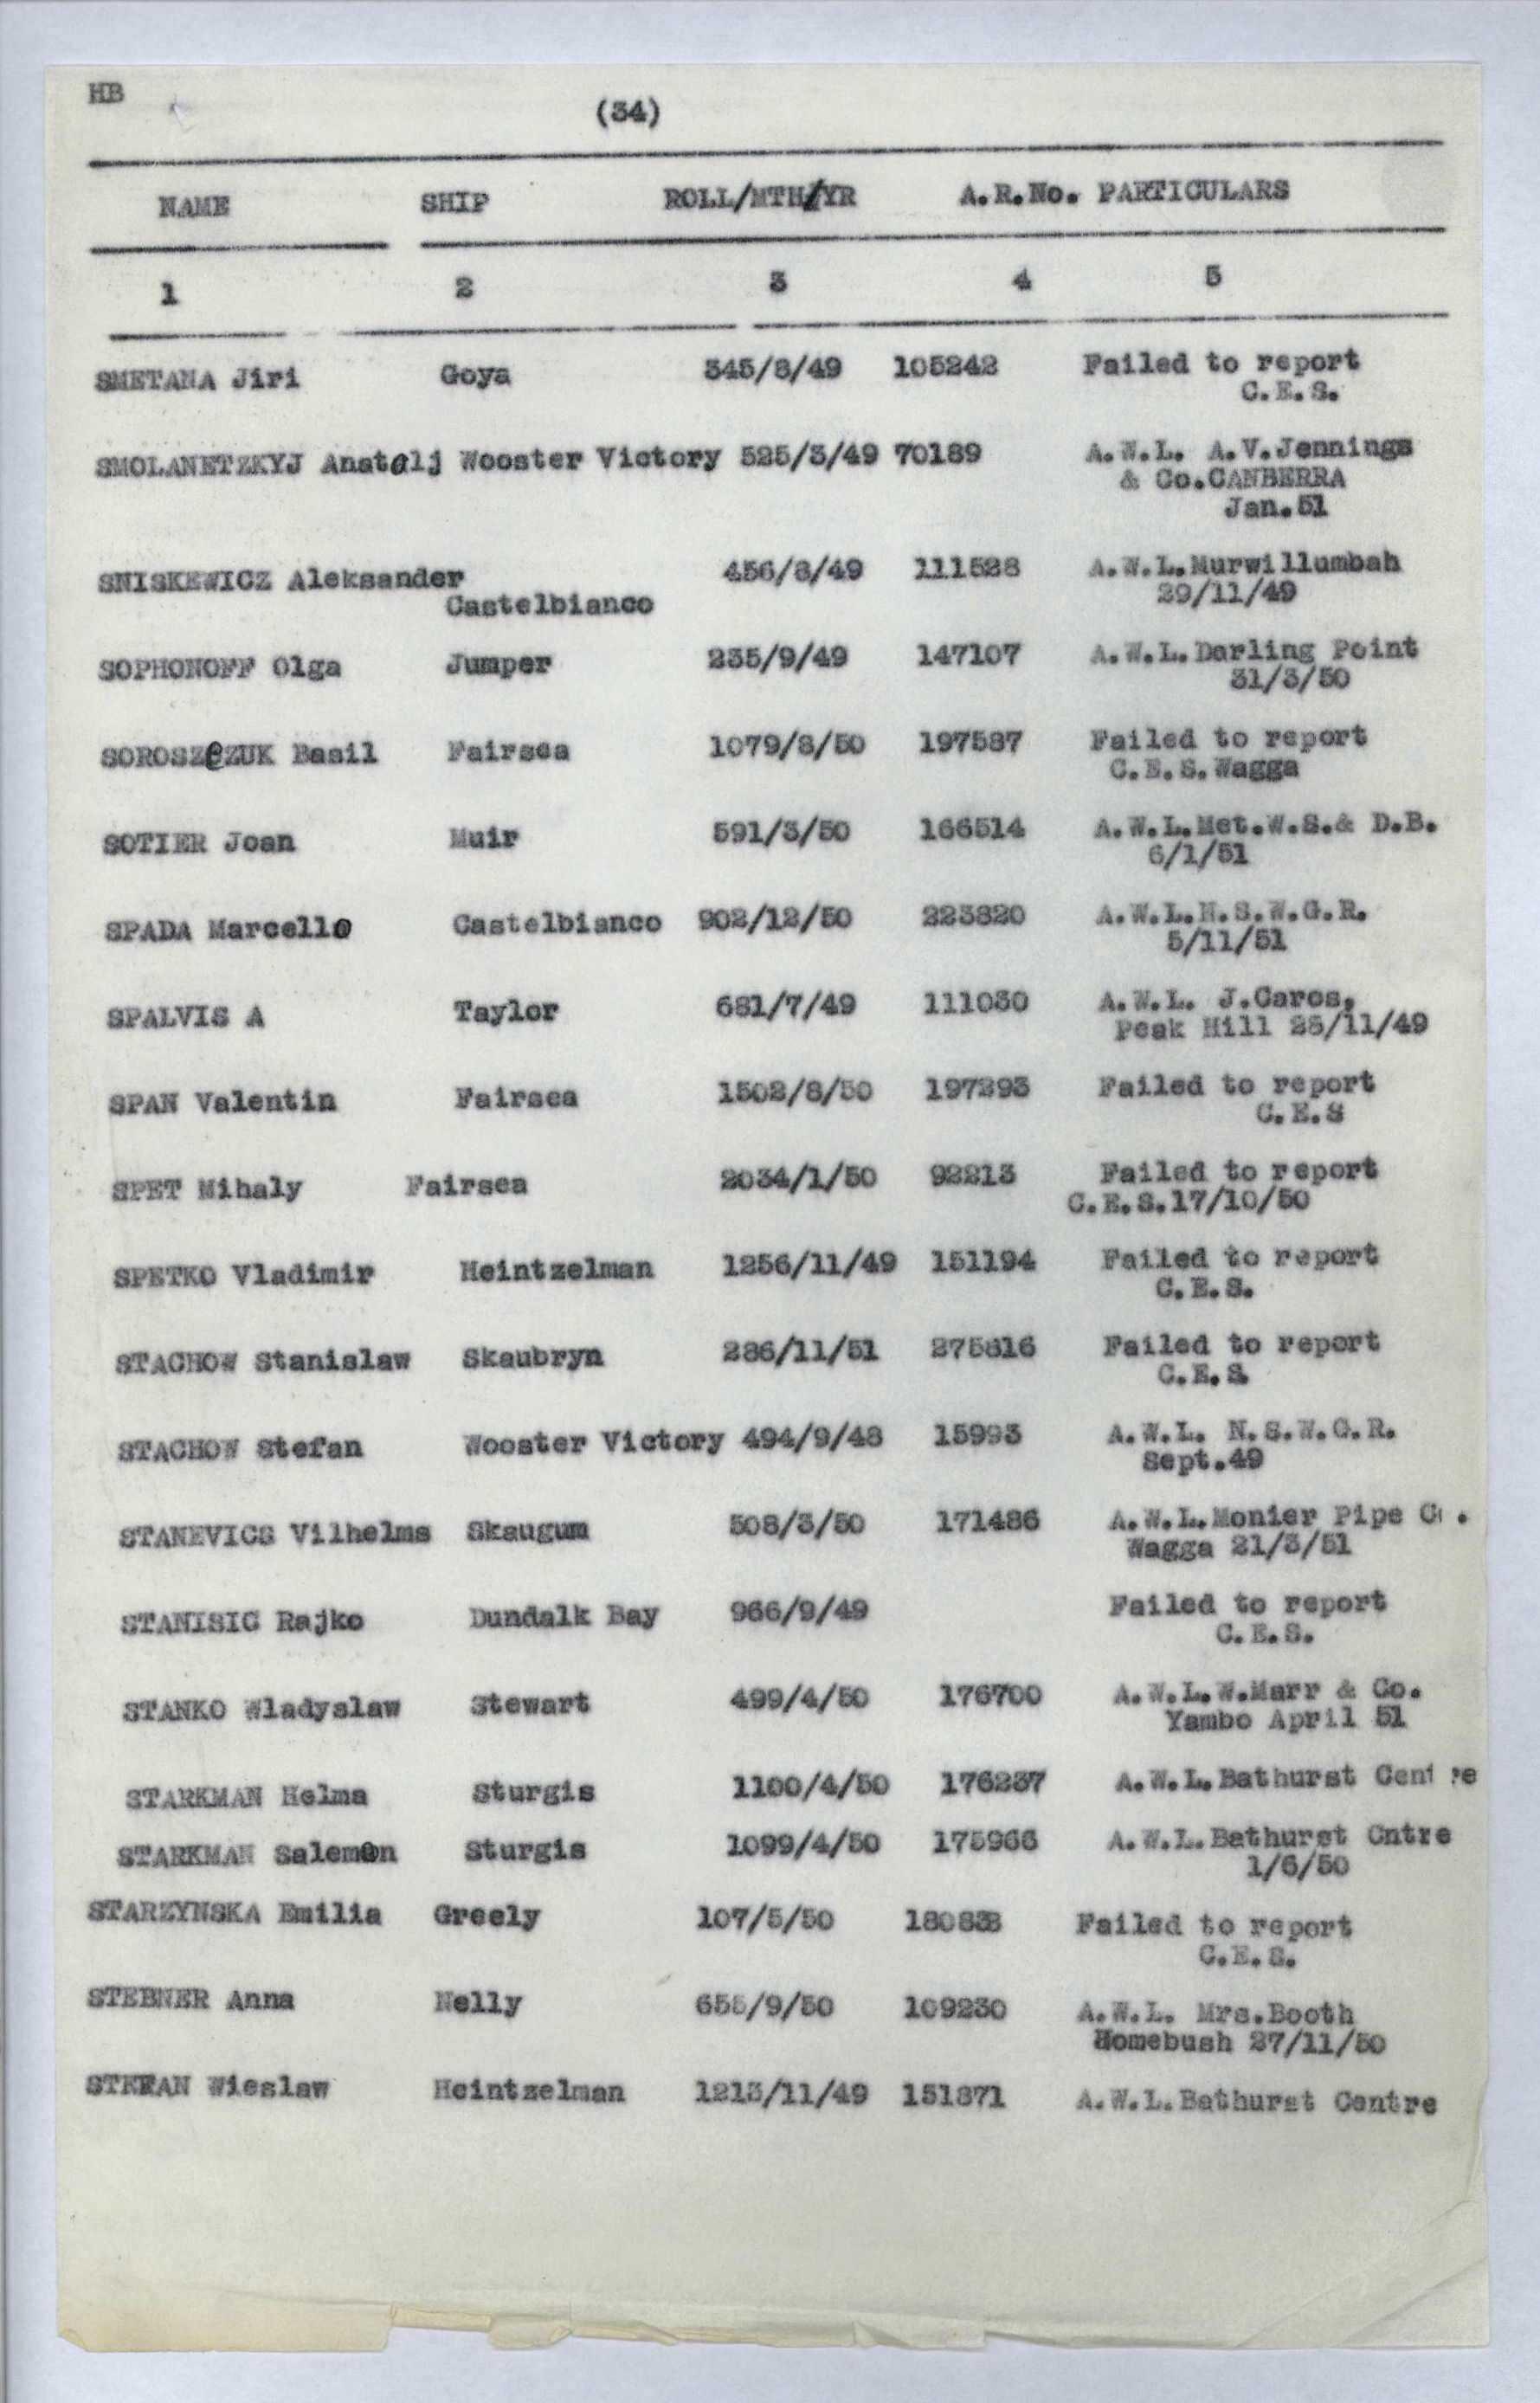 HB
(34)
NAME SHIP ROLL/MTH/YR A.R.No. PARTICULARS
1 2 3 4 5
SMETANA Jiri Goya 345/8/49 105242 Failed to report
C.E.S.
SMOLANETZKYJ Anatolj Wooster Victory 525/3/49 70189 A.W.L. A.V.Jennings
& Co.CANBERRA
Jan.51
SNISKEWICZ Aleksander 456/8/49 111528 A.W.L.Murwillumbah
Castelbianco 29/11/49
SOPHONOFF Olga Jumper 235/9/49 147107 A.W.L.Darling Point
31/3/50
SOROSZCZUK Basil Fairsea 1079/8/50 197587 Failed to report
C.E.S.Wagga
SOTIER Joan Muir 591/3/50 166514 A.W.L.Met.W.S.& D.B.
6/1/51
SPADA Marcello Castelbianco 902/12/50 223820 A.W.L.N.S.W.G.R.
5/11/51
SPALVIS A Taylor 681/7/49 111030 A.W.L. J.Caros,
Peak Hill 25/11/49
SPAN Valentin Fairsea 1502/8/50 197293 Failed to report
C.E.S
SPET Mihaly Fairsea 2034/1/50 92213 Failed to report
C.E.S.17/10/50
SPETKO Vladimir Heintzelman 1256/11/49 151194 Failed to report
C.E.S.
STACHOW Stanislaw Skaubryn 286/11/51 275816 Failed to report
C.E.S.
STACHOW Stefan Wooster Victory 494/9/48 15993 A.W.L. N.S.W.G.R.
Sept.49
STANEVICS Vilhelms Skaugum 508/3/50 171486 A.W.L.Monier Pipe Co.
Wagga 21/3/51
STANISIC Rajko Dundalk Bay 966/9/49 Failed to report
C.E.S.
STANKO Wladyslaw Stewart 499/4/50 176700 A.W.L.W.Marr & Co.
Yambo April 51
STARKMAN Helma Sturgis 1100/4/50 176237 A.W.L.Bathurst Centre
STARKMAN Salemon Sturgis 1099/4/50 175966 A.W.L.Bathurst Cntre
1/6/50
STARZYNSKA Emilia Greely 107/5/50 Failed to report
C.E.S.
STEBNER Anna Nelly 655/9/50 109230 A.W.L. Mrs.Booth
Homebush 27/11/50
STEFAN Wieslaw Heintzelman 1213/11/49 151871 A.W.L.Bathurst Centre